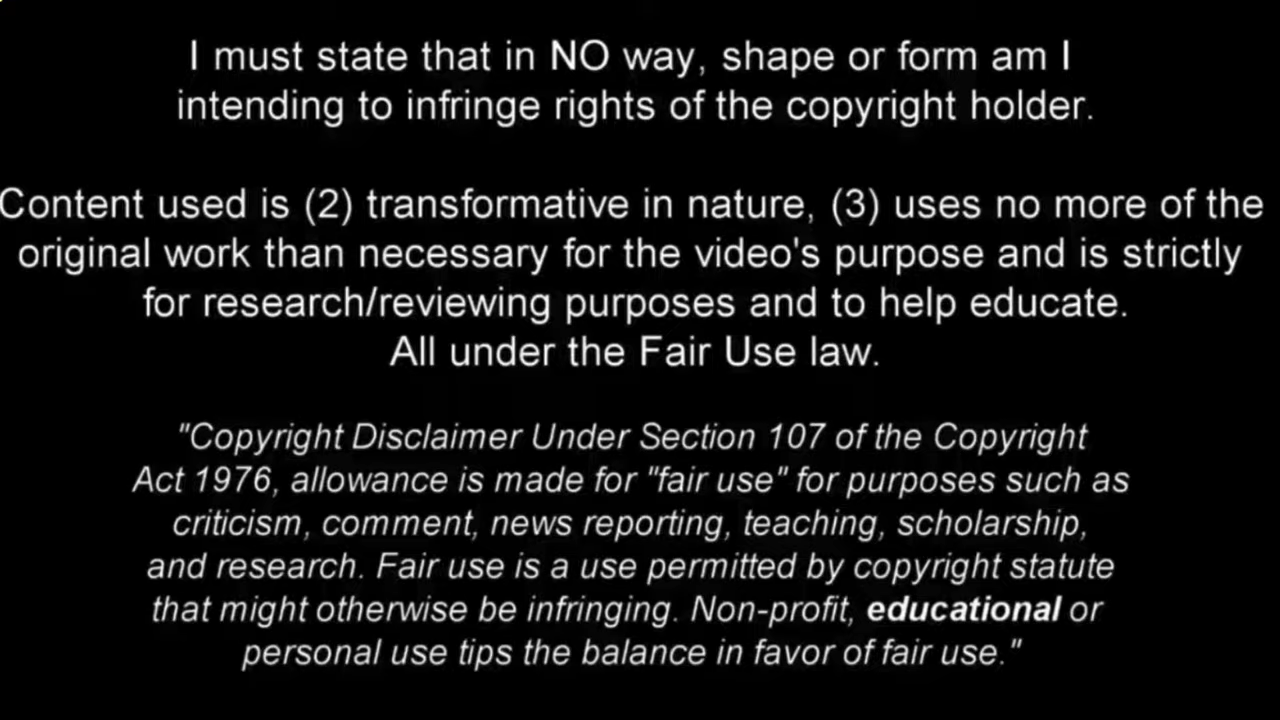 I must state that in NO way, shape or form am I
intending to infringe rights of the copyright holder.
Content used is (2) transformative in nature, (3) uses no more of the
original work than necessary for the video's purpose and is strictly
for research/reviewing purposes and to help educate.
All under the Fair Use law.
"Copyright Disclaimer Under Section 107 of the Copyright
Act 1976, allowance is made for "fair use" for purposes such as
criticism, comment, news reporting, teaching, scholarship,
and research. Fair use is a use permitted by copyright statute
that might otherwise be infringing. Non-profit, educational or
personal use tips the balance in favor of fair use."